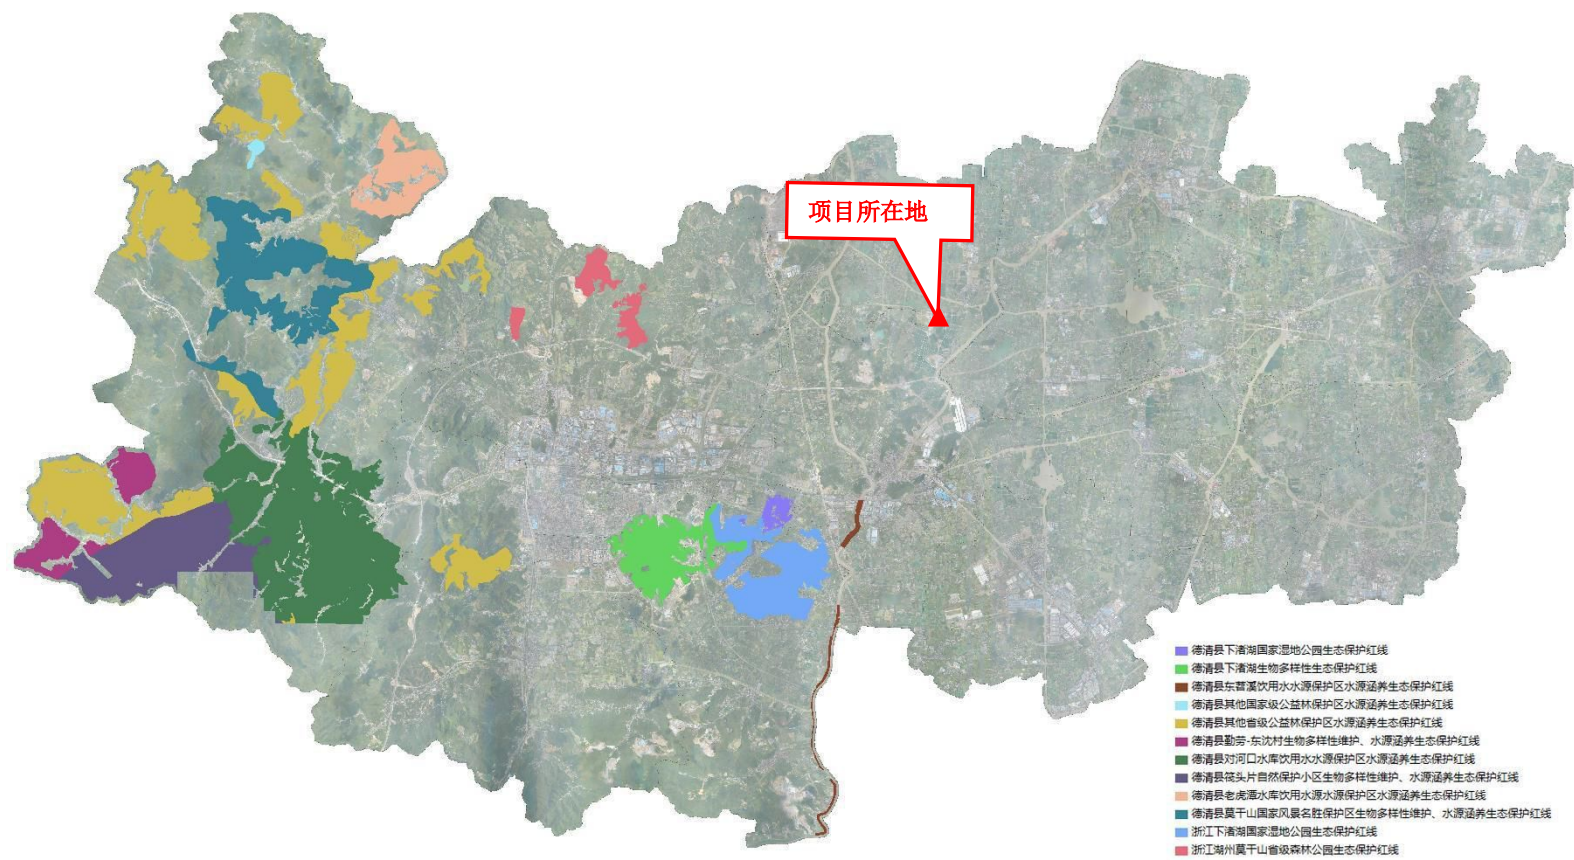 项目所在地
德清县下渚湖国家湿地公园生态保护红线
德清县下渚湖生物多样性生态保护红线
德清县东苕溪饮用水水源保护区水源涵养生态保护红线
德清县其他国家级公益林保护区水源涵养生态保护红线
德清县其他省级公益林保护区水源涵养生态保护红线
德清县勤劳-东沈村生物多样性维护、水源涵养生态保护红线
德清县对河口水库饮用水水源保护区水源涵养生态保护红线
德清县筏头片自然保护小区生物多样性维护、水源涵养生态保护红线
德清县老虎潭水库饮用水源水源保护区水源涵养生态保护红线
德清县莫干山国家风景名胜保护区生物多样性维护、水源涵养生态保护红线
浙江下渚湖国家湿地公园生态保护红线
浙江湖州莫干山省级森林公园生态保护红线